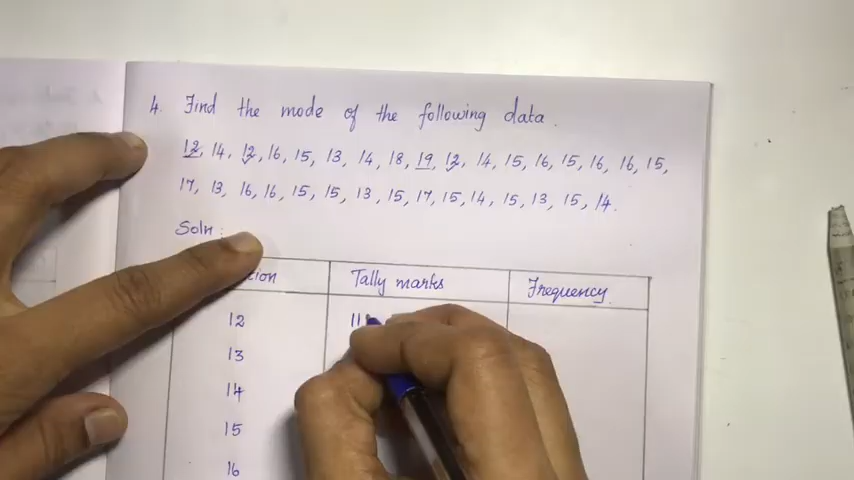 4. Find the mode of the following data.
12, 14, 12, 16, 15, 13, 14, 18, 19, 12, 14, 15, 16, 15, 16, 16, 15,
17, 13, 16, 16, 15, 15, 13, 15, 17, 15, 14, 15, 13, 15, 14.
Soln:
Tally marks Frequency
12
13
14
15
16